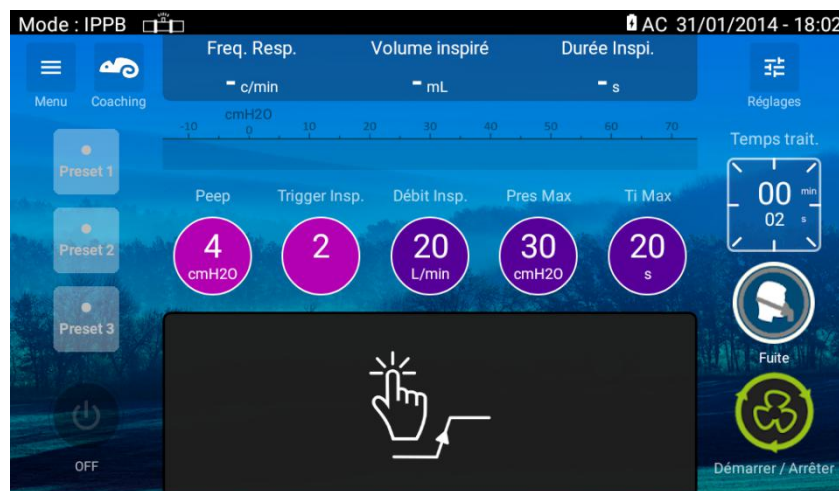 Mode : IPPB
AC 31/01/2014 - 18:02
Freq. Resp. Volume inspiré Durée Inspi.
- c/min - mL - s
Menu Coaching Réglages
cmH2O
-10 0 10 20 30 40 50 60 70
Temps trait.
00 min
02 s
Preset 1
Peep Trigger Insp. Débit Insp. Pres Max Ti Max
4 2 20 30 20
cmH2O L/min cmH2O s
Preset 2
Preset 3
Fuite
OFF
Démarrer / Arrêter